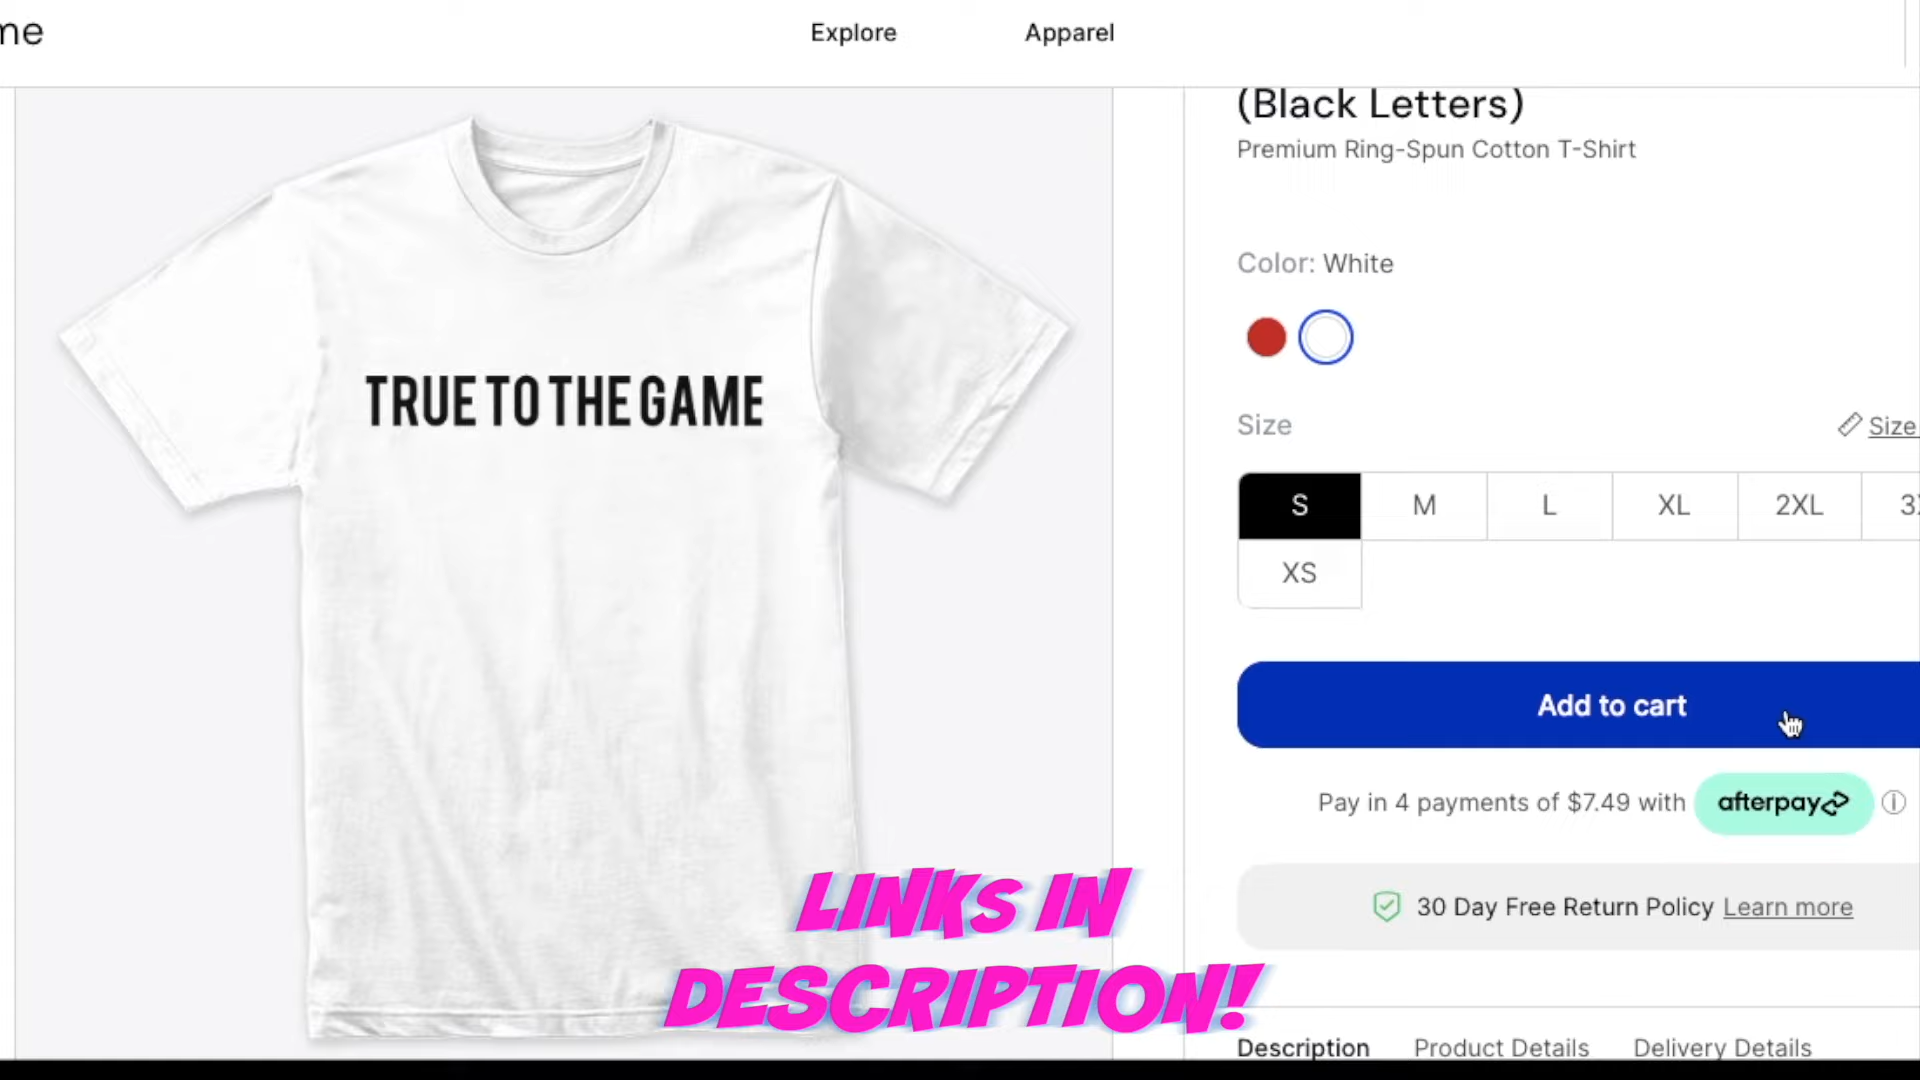 me
Explore
Apparel
(Black Letters)
Premium Ring-Spun Cotton T-Shirt
Color: White
TRUE TO THE GAME
Size
Size
S
M
L
XL
2XL
3X
XS
Add to cart
Pay in 4 payments of $7.49 with afterpay
30 Day Free Return Policy Learn more
LINKS IN
DESCRIPTION!
Description
Product Details
Delivery Details